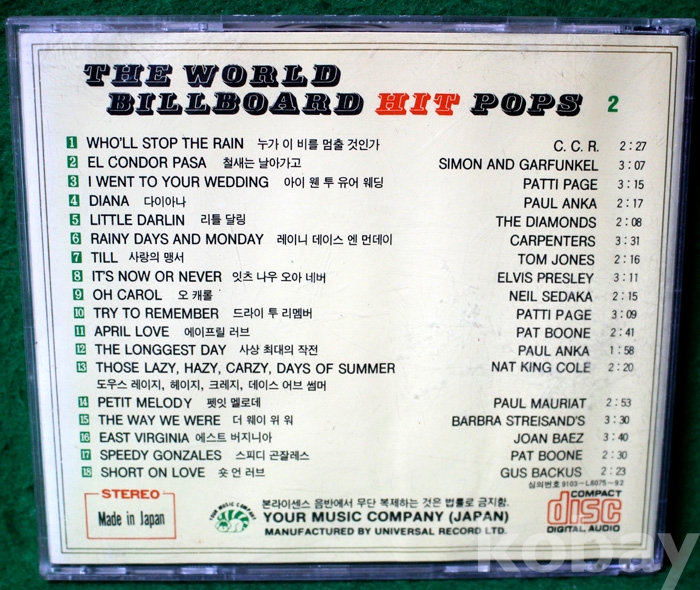 THE WORLD
BILLBOARD HIT POPS 2
1 WHO'LL STOP THE RAIN 누가 이 비를 멈출 것인가 C. C. R. 2:27
2 EL CONDOR PASA 철새는 날아가고 SIMON AND GARFUNKEL 3:07
3 I WENT TO YOUR WEDDING 아이 웬 투 유어 웨딩 PATTI PAGE 3:15
4 DIANA 다이아나 PAUL ANKA 2:17
5 LITTLE DARLIN 리틀 달링 THE DIAMONDS 2:08
6 RAINY DAYS AND MONDAY 레이니 데이스 엔 먼데이 CARPENTERS 3:31
7 TILL 사랑의 맹서 TOM JONES 2:16
8 IT'S NOW OR NEVER 잇츠 나우 오아 네버 ELVIS PRESLEY 3:11
9 OH CAROL 오 캐롤 NEIL SEDAKA 2:15
10 TRY TO REMEMBER 드라이 투 리멤버 PATTI PAGE 3:09
11 APRIL LOVE 에이프릴 러브 PAT BOONE 2:41
12 THE LONGGEST DAY 사상 최대의 작전 PAUL ANKA 1:58
13 THOSE LAZY, HAZY, CARZY, DAYS OF SUMMER NAT KING COLE 2:20
도우스 레이지, 헤이지, 크레지, 데이스 어브 썸머
14 PETIT MELODY 펫잇 멜로데 PAUL MAURIAT 2:53
15 THE WAY WE WERE 더 웨이 위 워 BARBRA STREISAND'S 3:30
16 EAST VIRGINIA 에스트 버지니아 JOAN BAEZ 3:40
17 SPEEDY GONZALES 스피디 곤잘레스 PAT BOONE 2:30
18 SHORT ON LOVE 숏 언 러브 GUS BACKUS 2:23
심의번호 9103-L6075~92
STEREO
Made in Japan
YOUR MUSIC COMPANY
본라이센스 음반에서 무단 복제하는 것은 법률로 금지함.
YOUR MUSIC COMPANY (JAPAN)
MANUFACTURED BY UNIVERSAL RECORD LTD.
COMPACT
disc
DIGITAL AUDIO
kobay